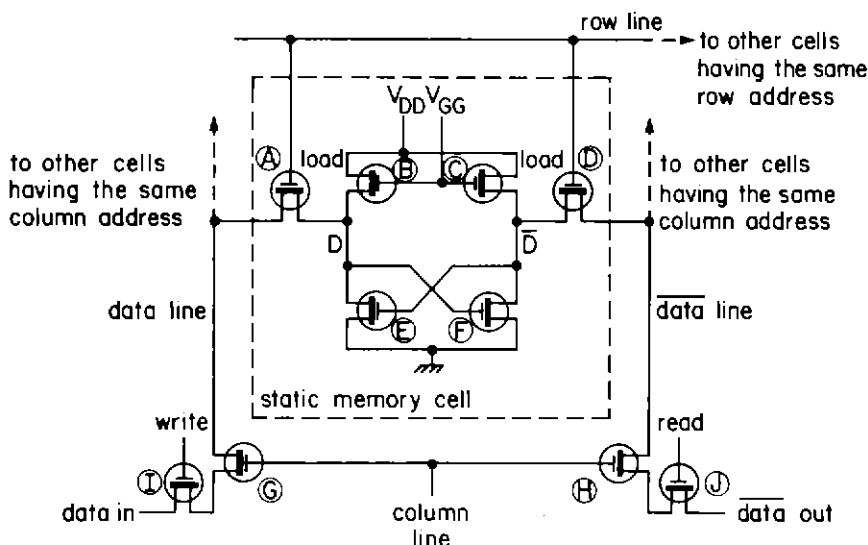 row line
to other cells
having the same
row address
V_DD V_GG
A
load
B
C
load
D
to other cells
having the same
column address
to other cells
having the same
column address
D
D̅
data line
E
F
d̅a̅t̅a̅ line
static memory cell
write
read
I
G
H
J
data in
column
line
d̅a̅t̅a̅ out